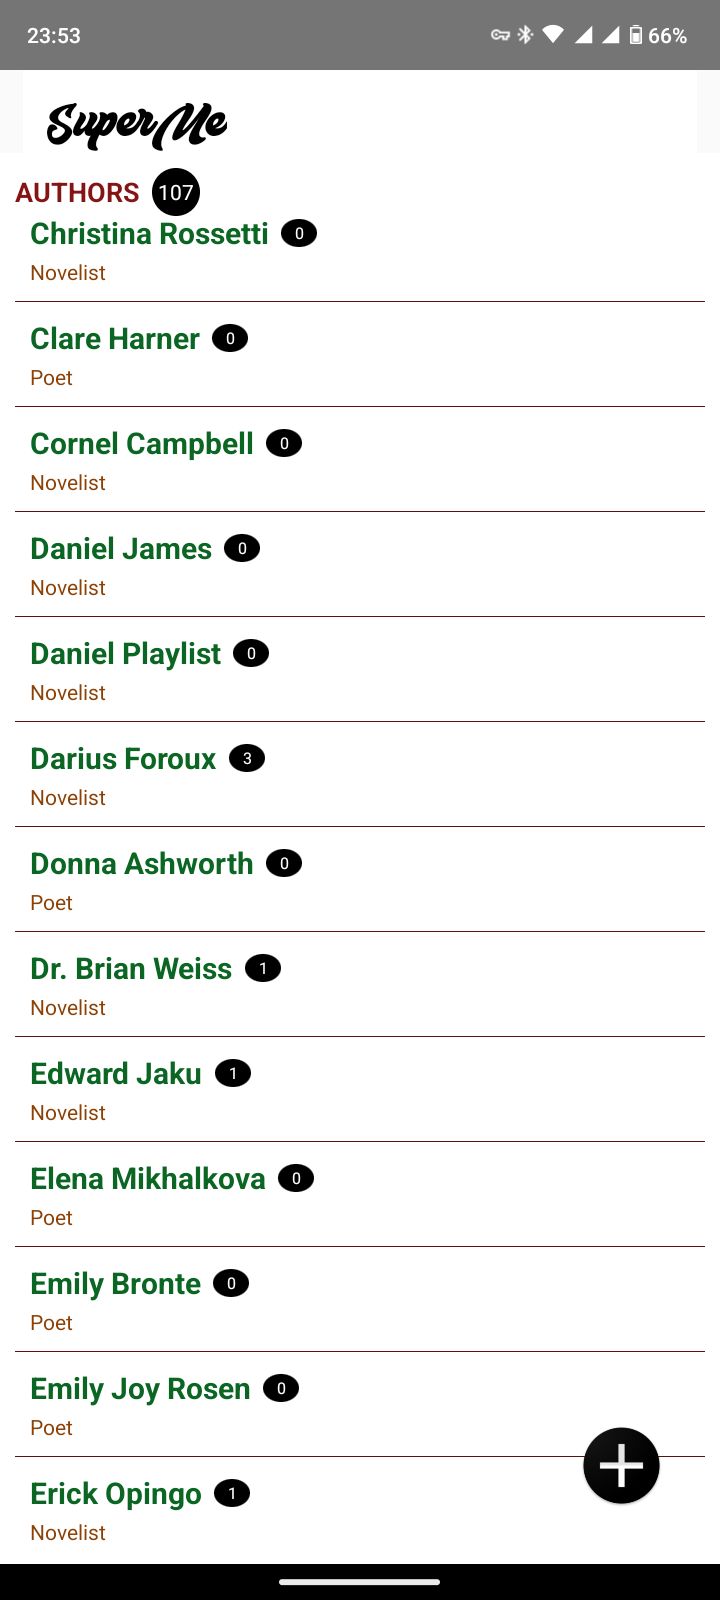 23:53
66%
SuperMe
AUTHORS 107
Christina Rossetti 0
Novelist
Clare Harner 0
Poet
Cornel Campbell 0
Novelist
Daniel James 0
Novelist
Daniel Playlist 0
Novelist
Darius Foroux 3
Novelist
Donna Ashworth 0
Poet
Dr. Brian Weiss 1
Novelist
Edward Jaku 1
Novelist
Elena Mikhalkova 0
Poet
Emily Bronte 0
Poet
Emily Joy Rosen 0
Poet
Erick Opingo 1
Novelist